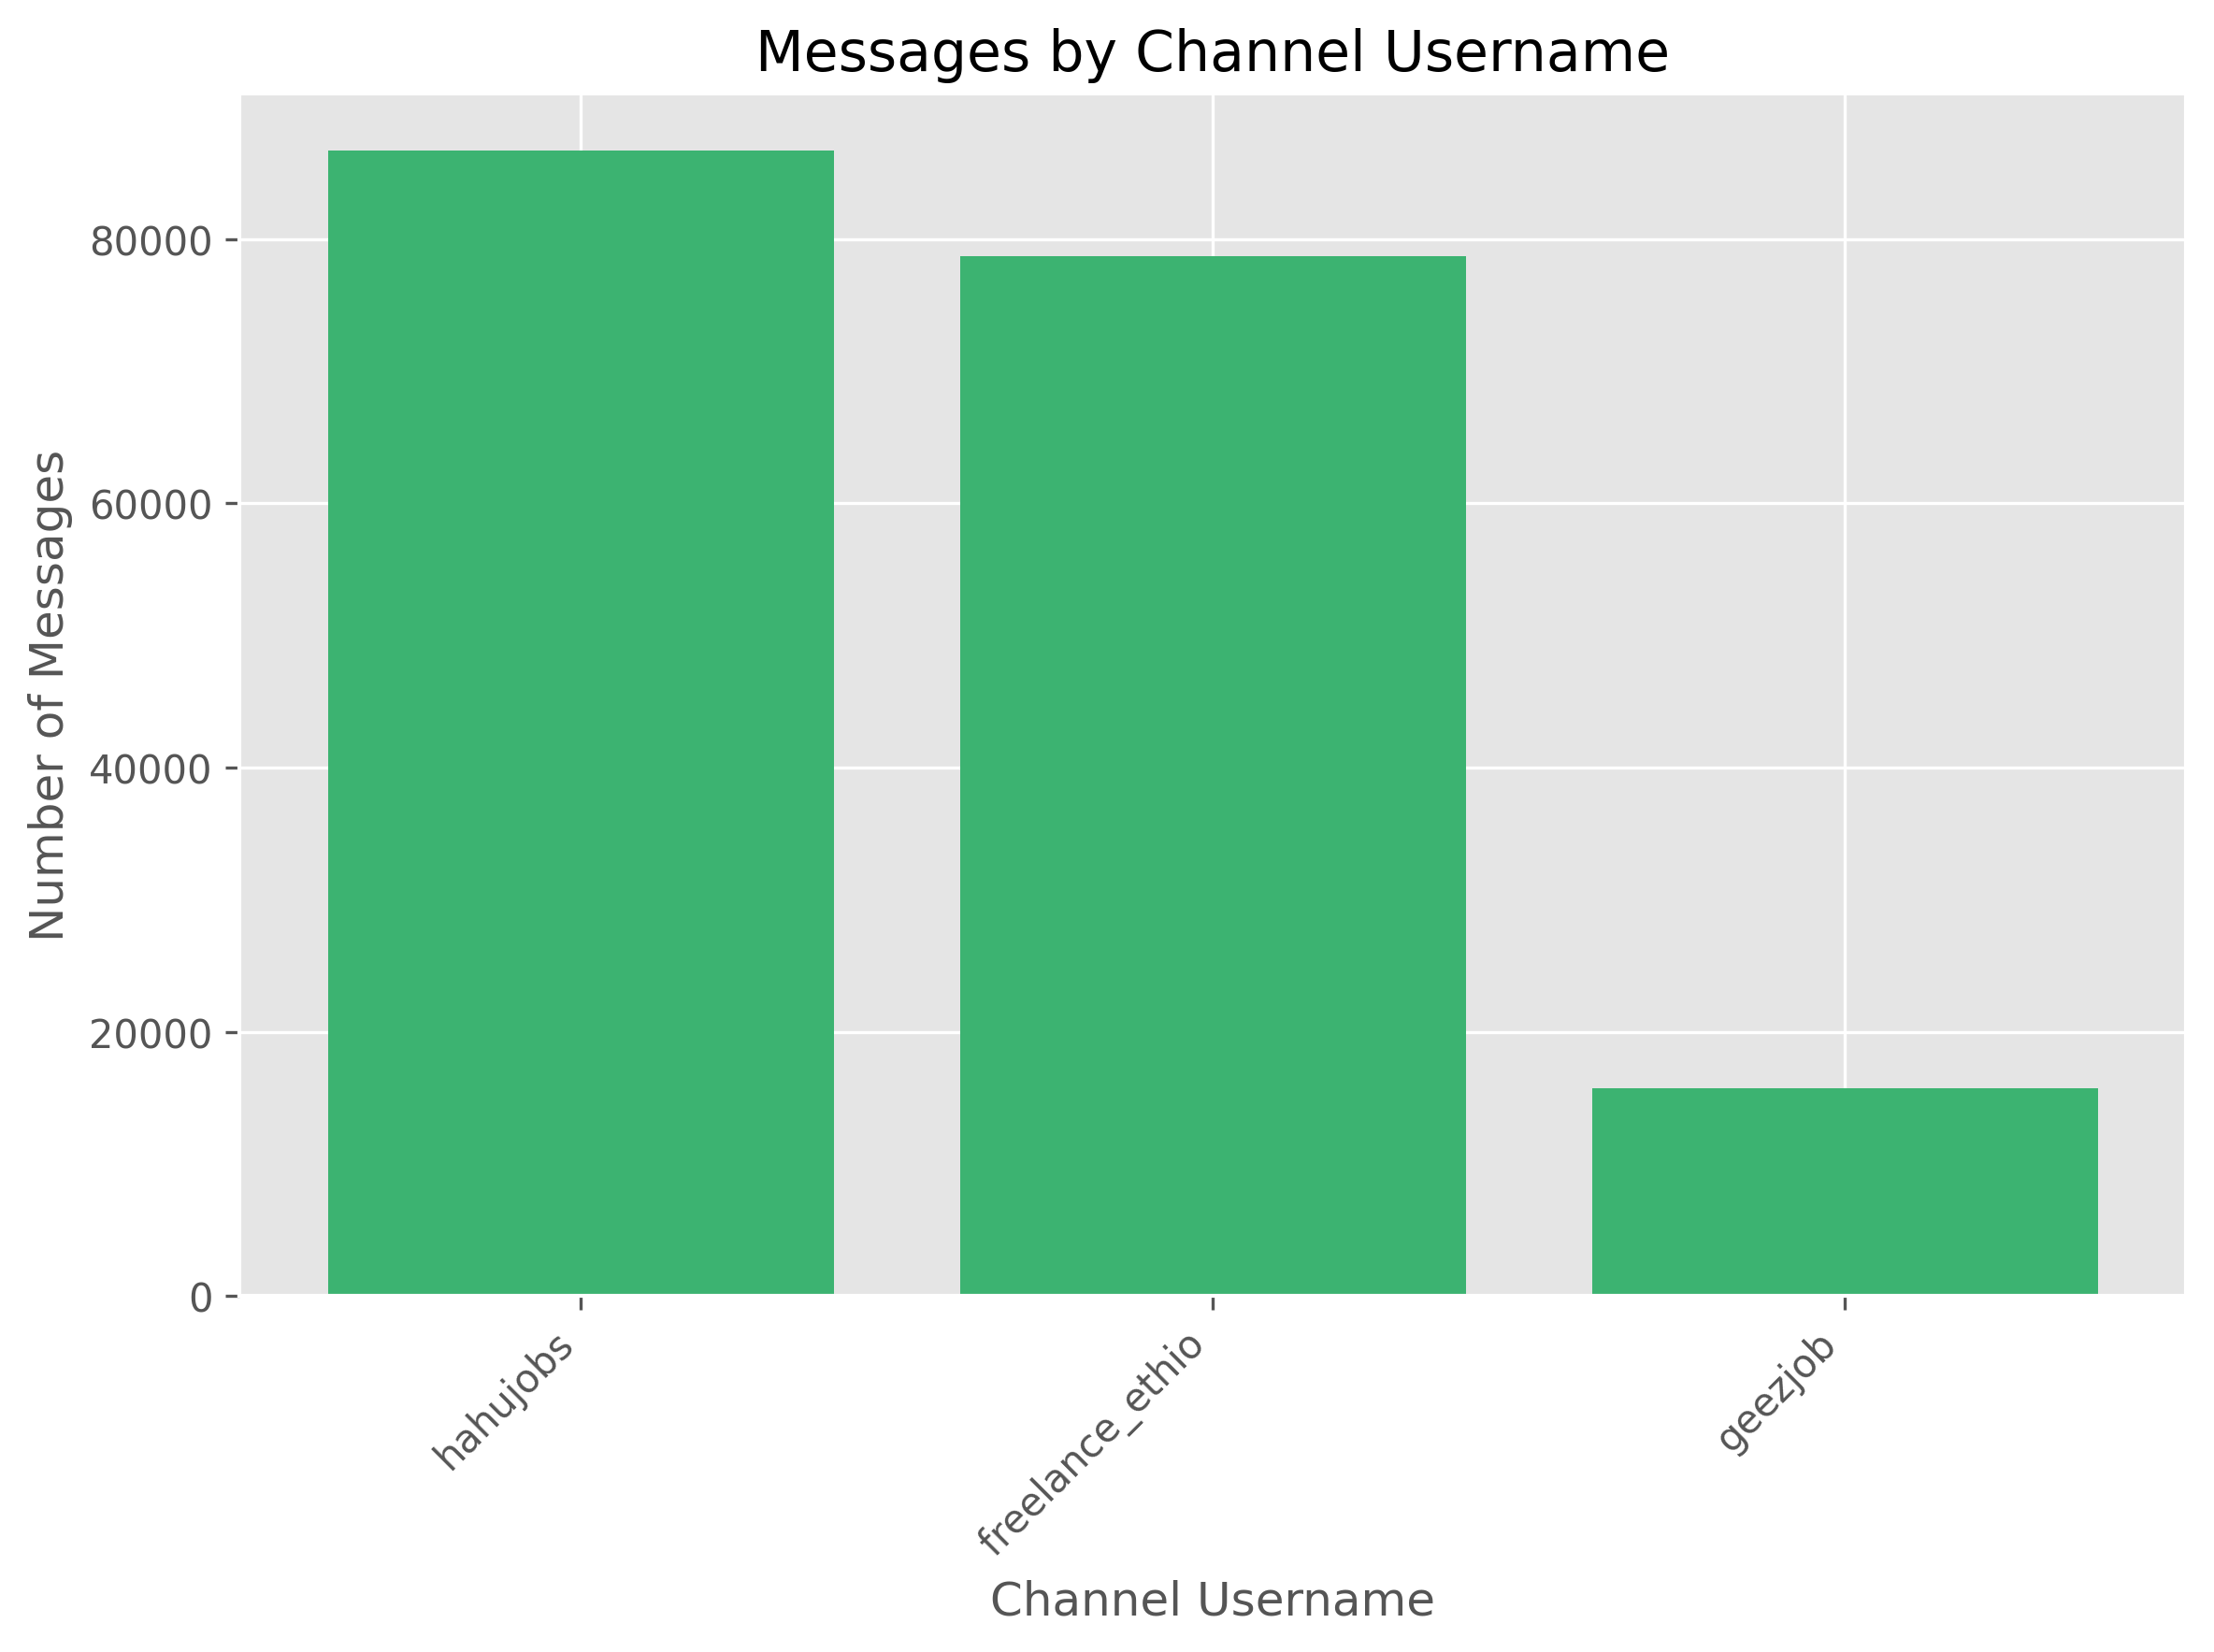 Messages by Channel Username
Number of Messages
80000
60000
40000
20000
0
hahujobs
freelance_ethio
geezjob
Channel Username